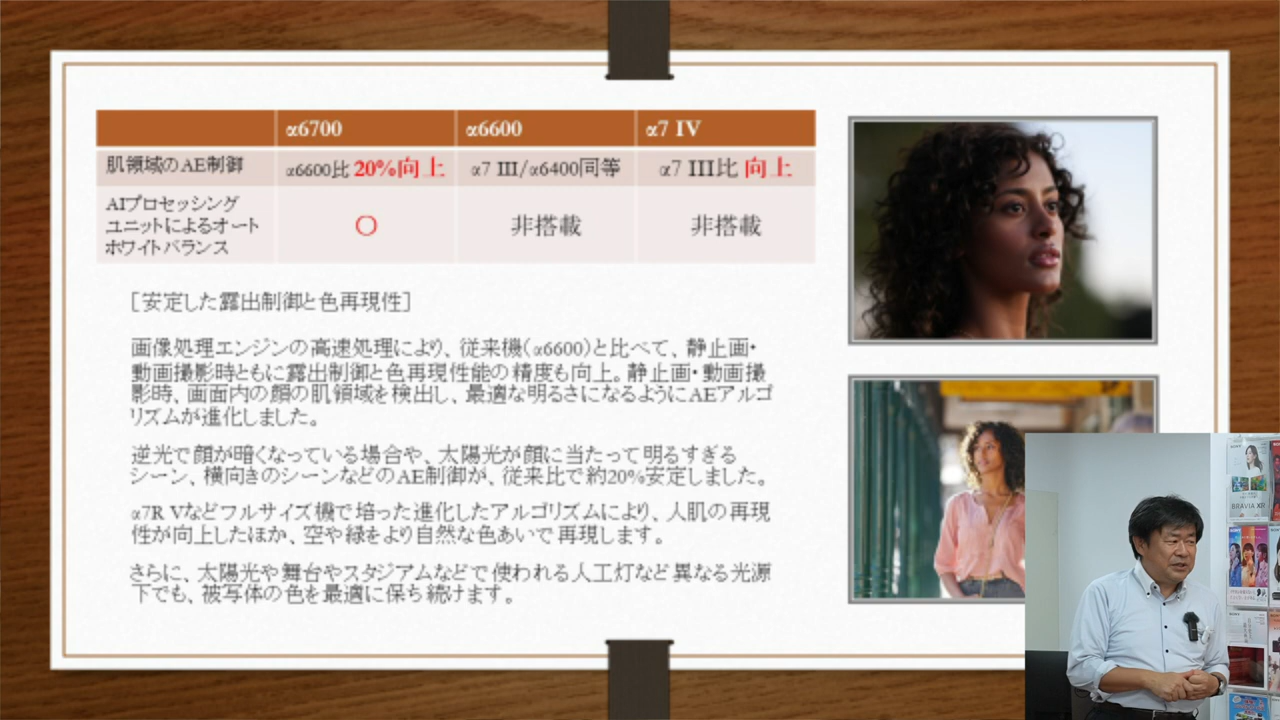 α6700
α6600
α7 IV
肌領域のAE制御
α6600比 20%向上
α7 III/α6400同等
α7 III比 向上
AIプロセッシング
ユニットによるオート
ホワイトバランス
〇
非搭載
非搭載
［安定した露出制御と色再現性］
画像処理エンジンの高速処理により、従来機(α6600)と比べて、静止画・
動画撮影時ともに露出制御と色再現性能の精度も向上。静止画・動画撮
影時、画面内の顔の肌領域を検出し、最適な明るさになるようにAEアルゴ
リズムが進化しました。
逆光で顔が暗くなっている場合や、太陽光が顔に当たって明るすぎる
シーン、横向きのシーンなどのAE制御が、従来比で約20%安定しました。
α7R Vなどフルサイズ機で培った進化したアルゴリズムにより、人肌の再現
性が向上したほか、空や緑をより自然な色あいで再現します。
さらに、太陽光や舞台やスタジアムなどで使われる人工灯など異なる光源
下でも、被写体の色を最適に保ち続けます。
BRAVIA XR